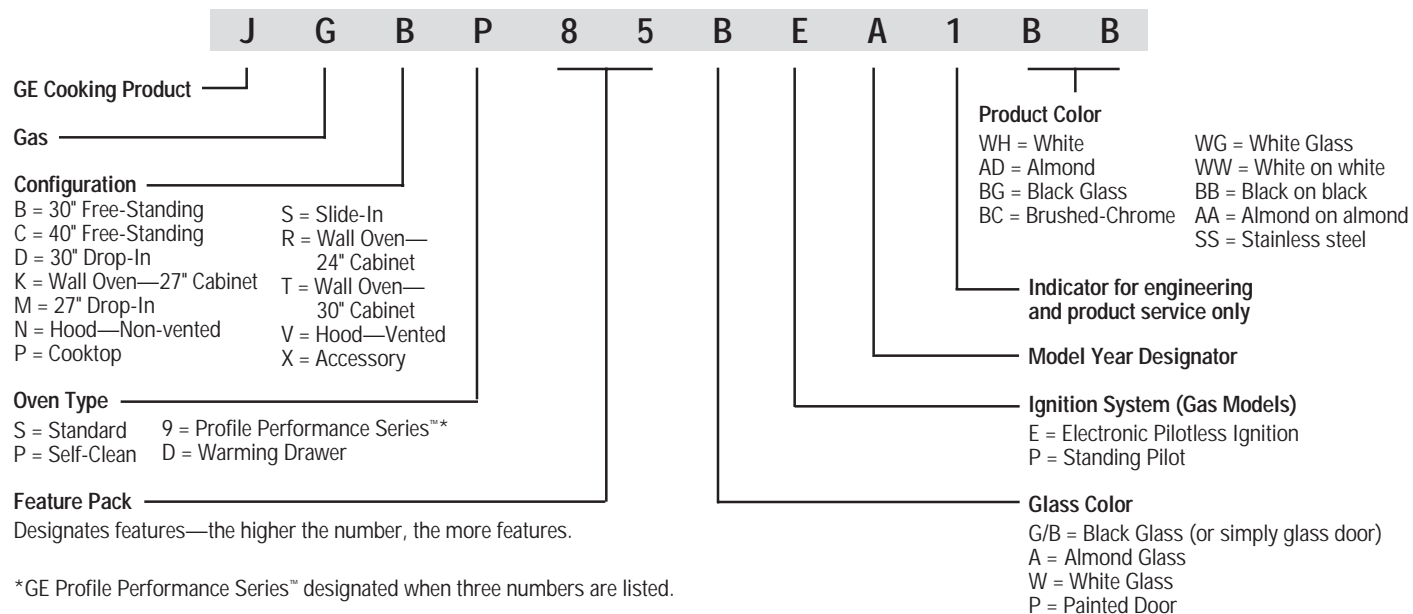 J G B P 8 5 B E A 1 B B
GE Cooking Product
Gas
Configuration
B = 30" Free-Standing
C = 40" Free-Standing
D = 30" Drop-In
K = Wall Oven—27" Cabinet
M = 27" Drop-In
N = Hood—Non-vented
P = Cooktop
S = Slide-In
R = Wall Oven—
24" Cabinet
T = Wall Oven—
30" Cabinet
V = Hood—Vented
X = Accessory
Oven Type
S = Standard
P = Self-Clean
9 = Profile Performance Series™*
D = Warming Drawer
Feature Pack
Designates features—the higher the number, the more features.
*GE Profile Performance Series™ designated when three numbers are listed.
Product Color
WH = White
AD = Almond
BG = Black Glass
BC = Brushed-Chrome
WG = White Glass
WW = White on white
BB = Black on black
AA = Almond on almond
SS = Stainless steel
Indicator for engineering
and product service only
Model Year Designator
Ignition System (Gas Models)
E = Electronic Pilotless Ignition
P = Standing Pilot
Glass Color
G/B = Black Glass (or simply glass door)
A = Almond Glass
W = White Glass
P = Painted Door